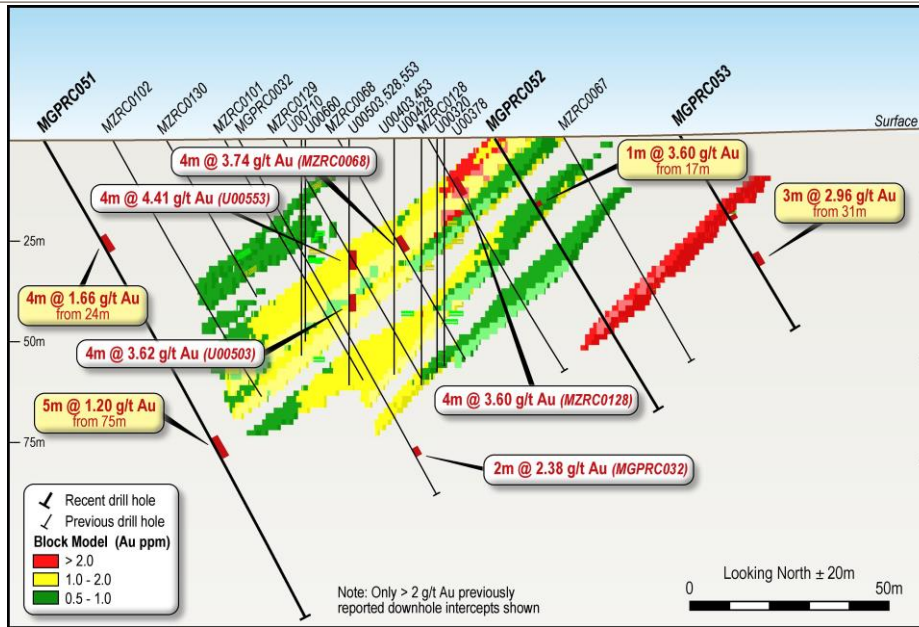 MGPRC051
MZRC0102
MZRC0130
MZRC0101
MGPRC0032
MZRC0129
U00710
U00660
MZRC0068
U00503,528,553
U00403,453
U00428
MZRC0128
U00320
U00378
MGPRC052
MZRC0067
MGPRC053
Surface
4m @ 3.74 g/t Au (MZRC0068)
1m @ 3.60 g/t Au
from 17m
4m @ 4.41 g/t Au (U00553)
3m @ 2.96 g/t Au
from 31m
25m
4m @ 1.66 g/t Au
from 24m
50m
4m @ 3.62 g/t Au (U00503)
4m @ 3.60 g/t Au (MZRC0128)
5m @ 1.20 g/t Au
from 75m
75m
2m @ 2.38 g/t Au (MGPRC032)
Recent drill hole
Previous drill hole
Block Model (Au ppm)
> 2.0
1.0 - 2.0
0.5 - 1.0
Note: Only > 2 g/t Au previously
reported downhole intercepts shown
Looking North ± 20m
0
50m